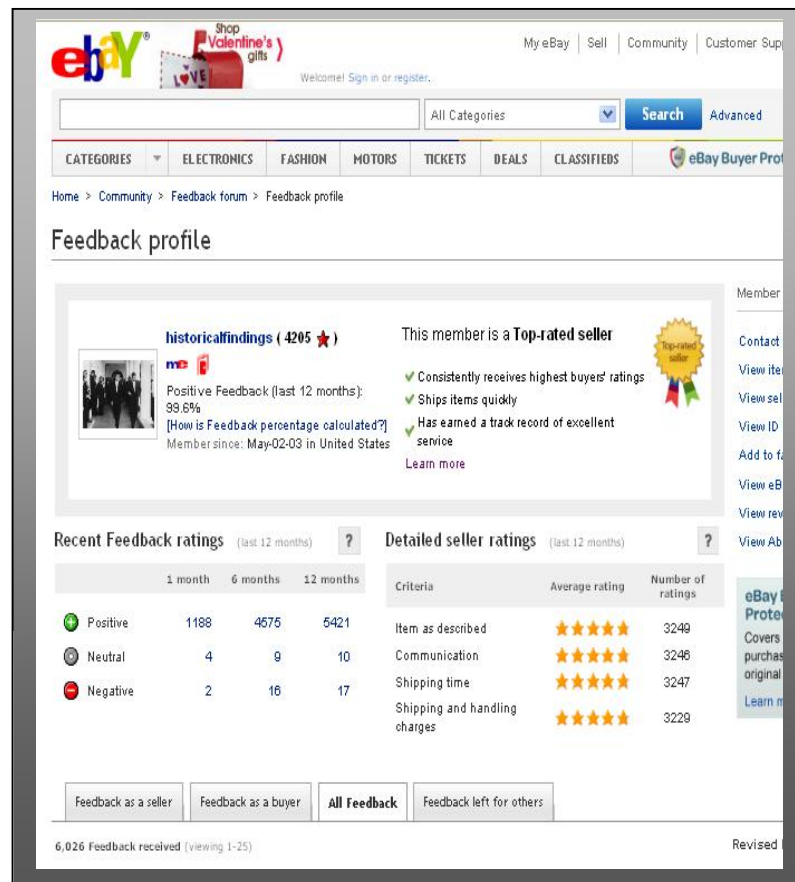 ebaY®
Shop
Valentine's
gifts
LOVE
My eBay | Sell | Community | Customer Sup
Welcome! Sign in or register.
All Categories
Search
Advanced
CATEGORIES
ELECTRONICS
FASHION
MOTORS
TICKETS
DEALS
CLASSIFIEDS
eBay Buyer Prot
Home > Community > Feedback forum > Feedback profile
Feedback profile
historicalfindings ( 4205 )
me
Positive Feedback (last 12 months):
99.6%
[How is Feedback percentage calculated?]
Member since: May-02-03 in United States
This member is a Top-rated seller
Consistently receives highest buyers' ratings
Ships items quickly
Has earned a track record of excellent
service
Learn more
Top-rated
seller
Member
Contact
View ite
View sel
View ID
Add to fa
View eB
View rev
View Ab
Recent Feedback ratings (last 12 months) ?
1 month 6 months 12 months
Positive 1188 4575 5421
Neutral 4 9 10
Negative 2 16 17
Detailed seller ratings (last 12 months) ?
Criteria Average rating Number of
ratings
Item as described 3249
Communication 3246
Shipping time 3247
Shipping and handling
charges 3229
eBay B
Protec
Covers
purchas
original
Learn m
Feedback as a seller
Feedback as a buyer
All Feedback
Feedback left for others
6,026 Feedback received (viewing 1-25)
Revised